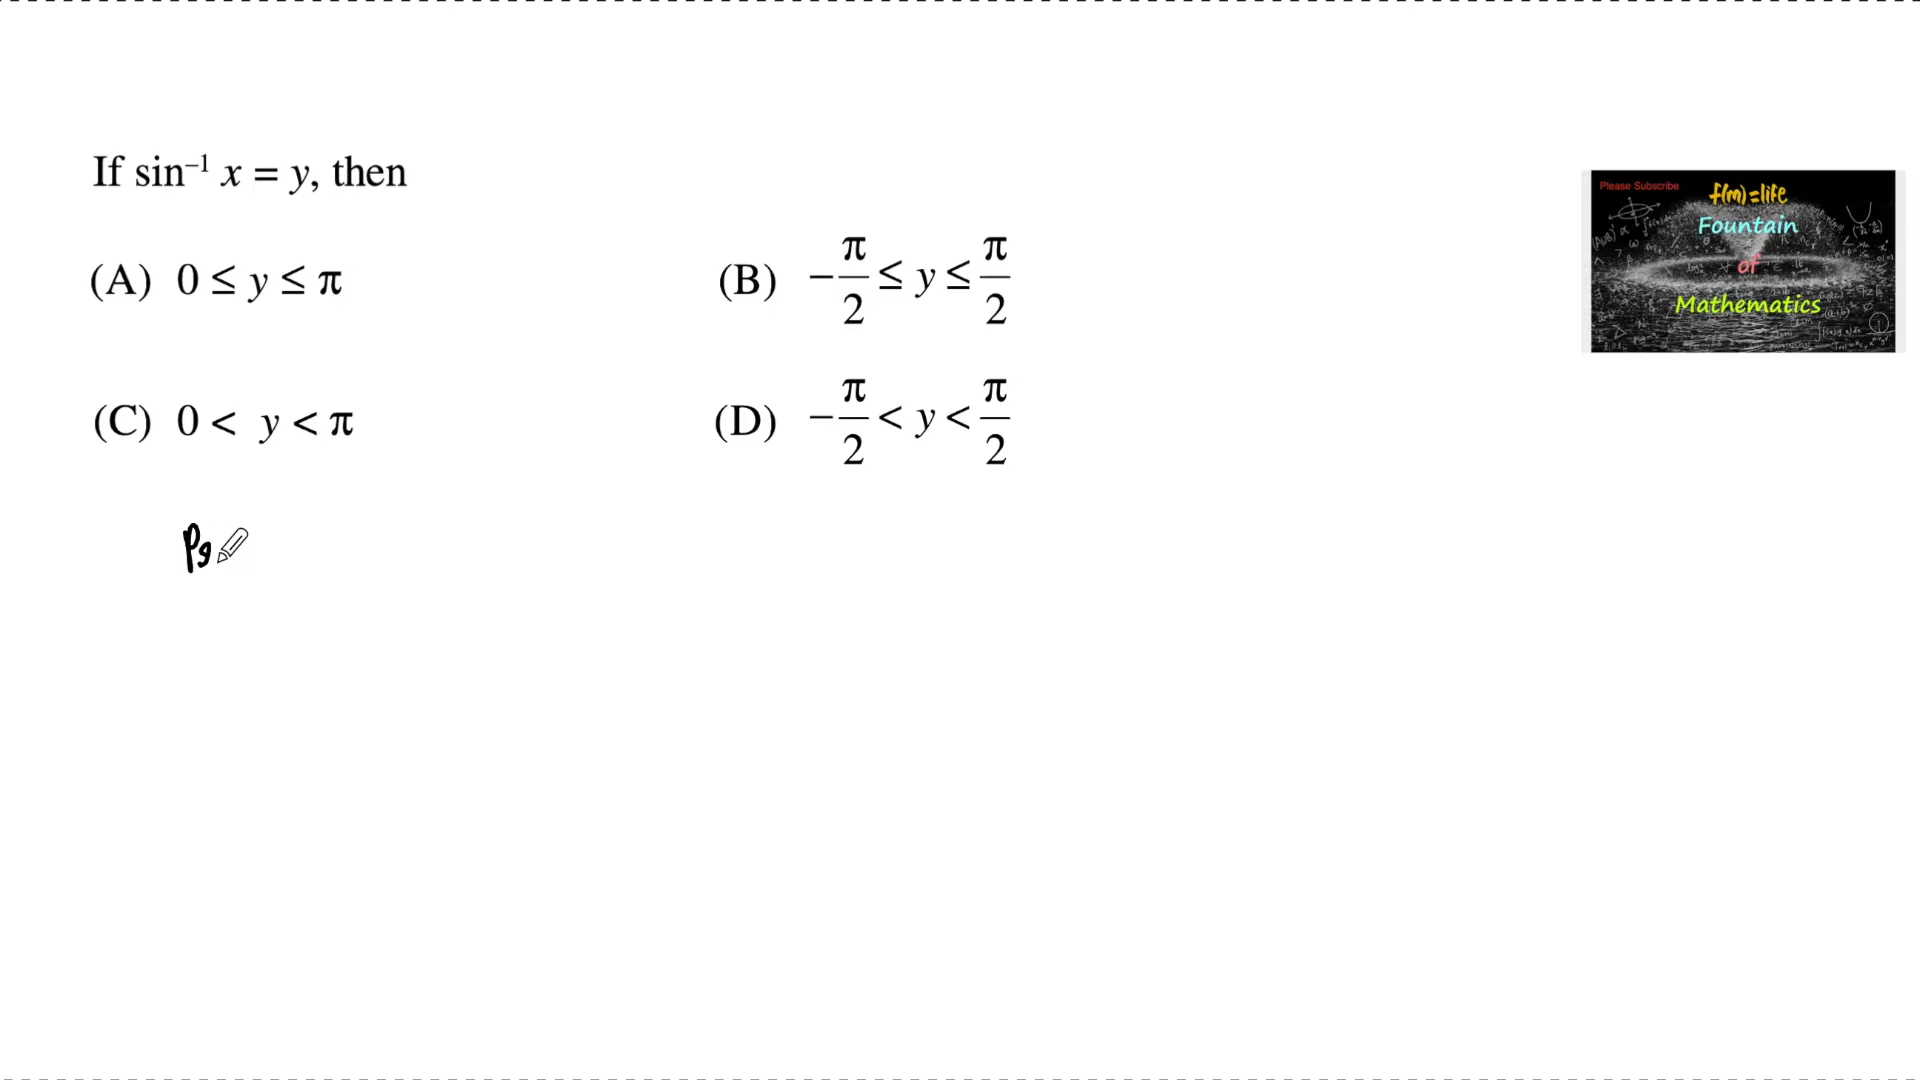 If sin⁻¹ x = y, then
(A) 0 ≤ y ≤ π
(B) −π/2 ≤ y ≤ π/2
(C) 0 < y < π
(D) −π/2 < y < π/2
Please Subscribe
f(m)=life
Fountain
of
Mathematics